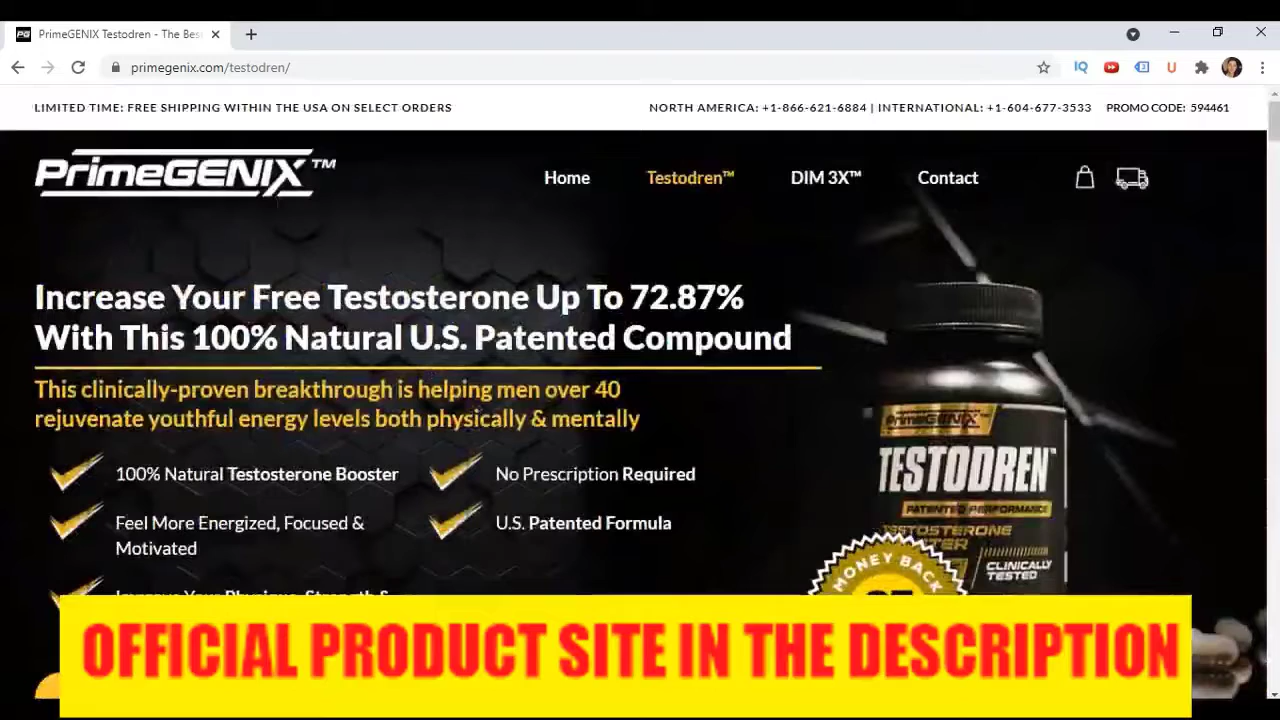 PG PrimeGENIX Testodren - The Bes
primegenix.com/testodren/
LIMITED TIME: FREE SHIPPING WITHIN THE USA ON SELECT ORDERS
NORTH AMERICA: +1-866-621-6884 | INTERNATIONAL: +1-604-677-3533 PROMO CODE: 594461
PrimeGENIX™
Home Testodren™ DIM 3X™ Contact
Increase Your Free Testosterone Up To 72.87%
With This 100% Natural U.S. Patented Compound
This clinically-proven breakthrough is helping men over 40
rejuvenate youthful energy levels both physically & mentally
100% Natural Testosterone Booster
No Prescription Required
Feel More Energized, Focused &
Motivated
U.S. Patented Formula
PRIMEGENIX™
TESTODREN™
PATENTED PERFORMANCE
TESTOSTERONE
CLINICALLY
TESTED
MONEY BACK
OFFICIAL PRODUCT SITE IN THE DESCRIPTION